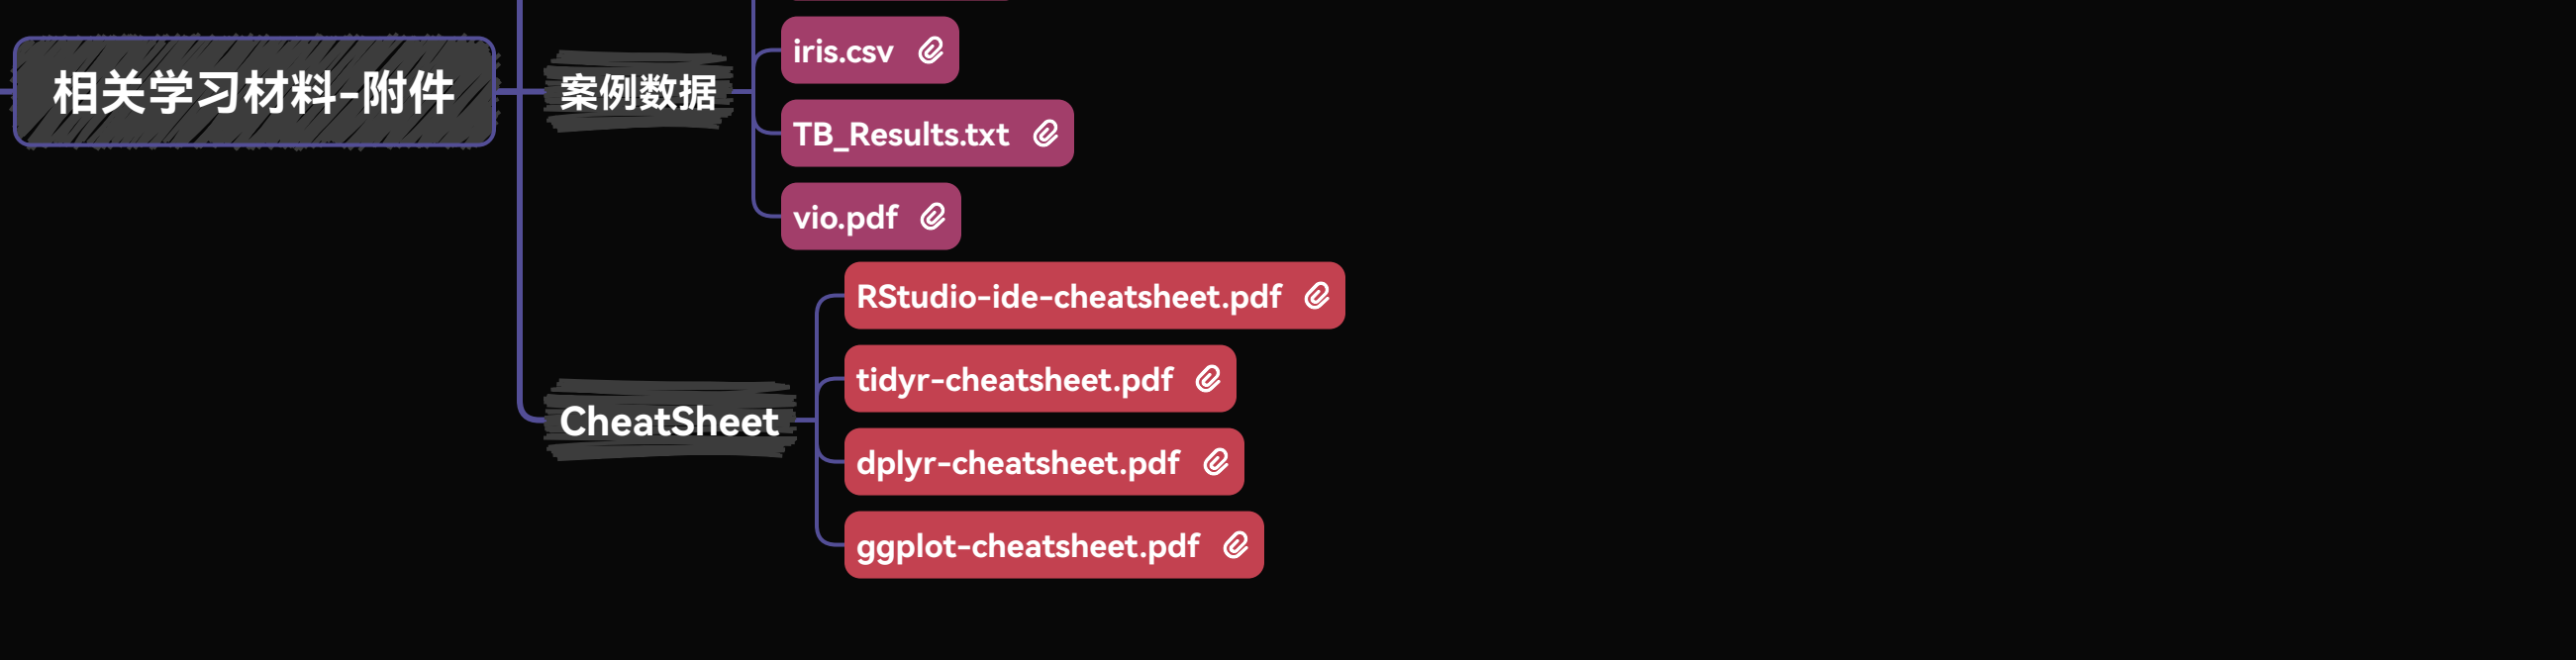 相关学习材料-附件
案例数据
iris.csv
TB_Results.txt
vio.pdf
CheatSheet
RStudio-ide-cheatsheet.pdf
tidyr-cheatsheet.pdf
dplyr-cheatsheet.pdf
ggplot-cheatsheet.pdf